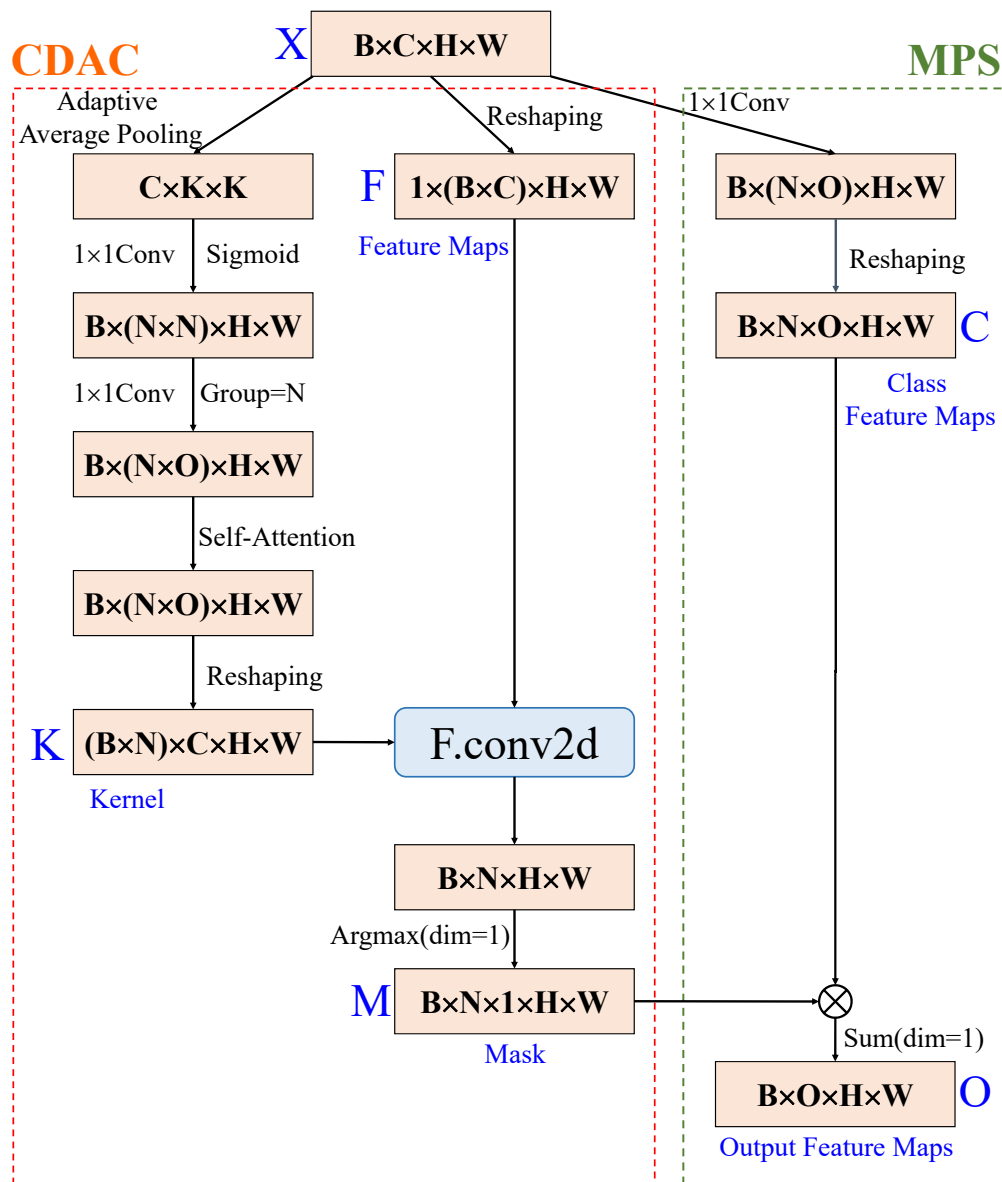 X
B×C×H×W
CDAC
MPS
Adaptive
Average Pooling
Reshaping
1×1Conv
C×K×K
F
1×(B×C)×H×W
B×(N×O)×H×W
Feature Maps
1×1Conv
Sigmoid
Reshaping
B×(N×N)×H×W
B×N×O×H×W
C
Class
Feature Maps
1×1Conv
Group=N
B×(N×O)×H×W
Self-Attention
B×(N×O)×H×W
Reshaping
K
(B×N)×C×H×W
F.conv2d
Kernel
B×N×H×W
Argmax(dim=1)
M
B×N×1×H×W
Mask
Sum(dim=1)
B×O×H×W
O
Output Feature Maps